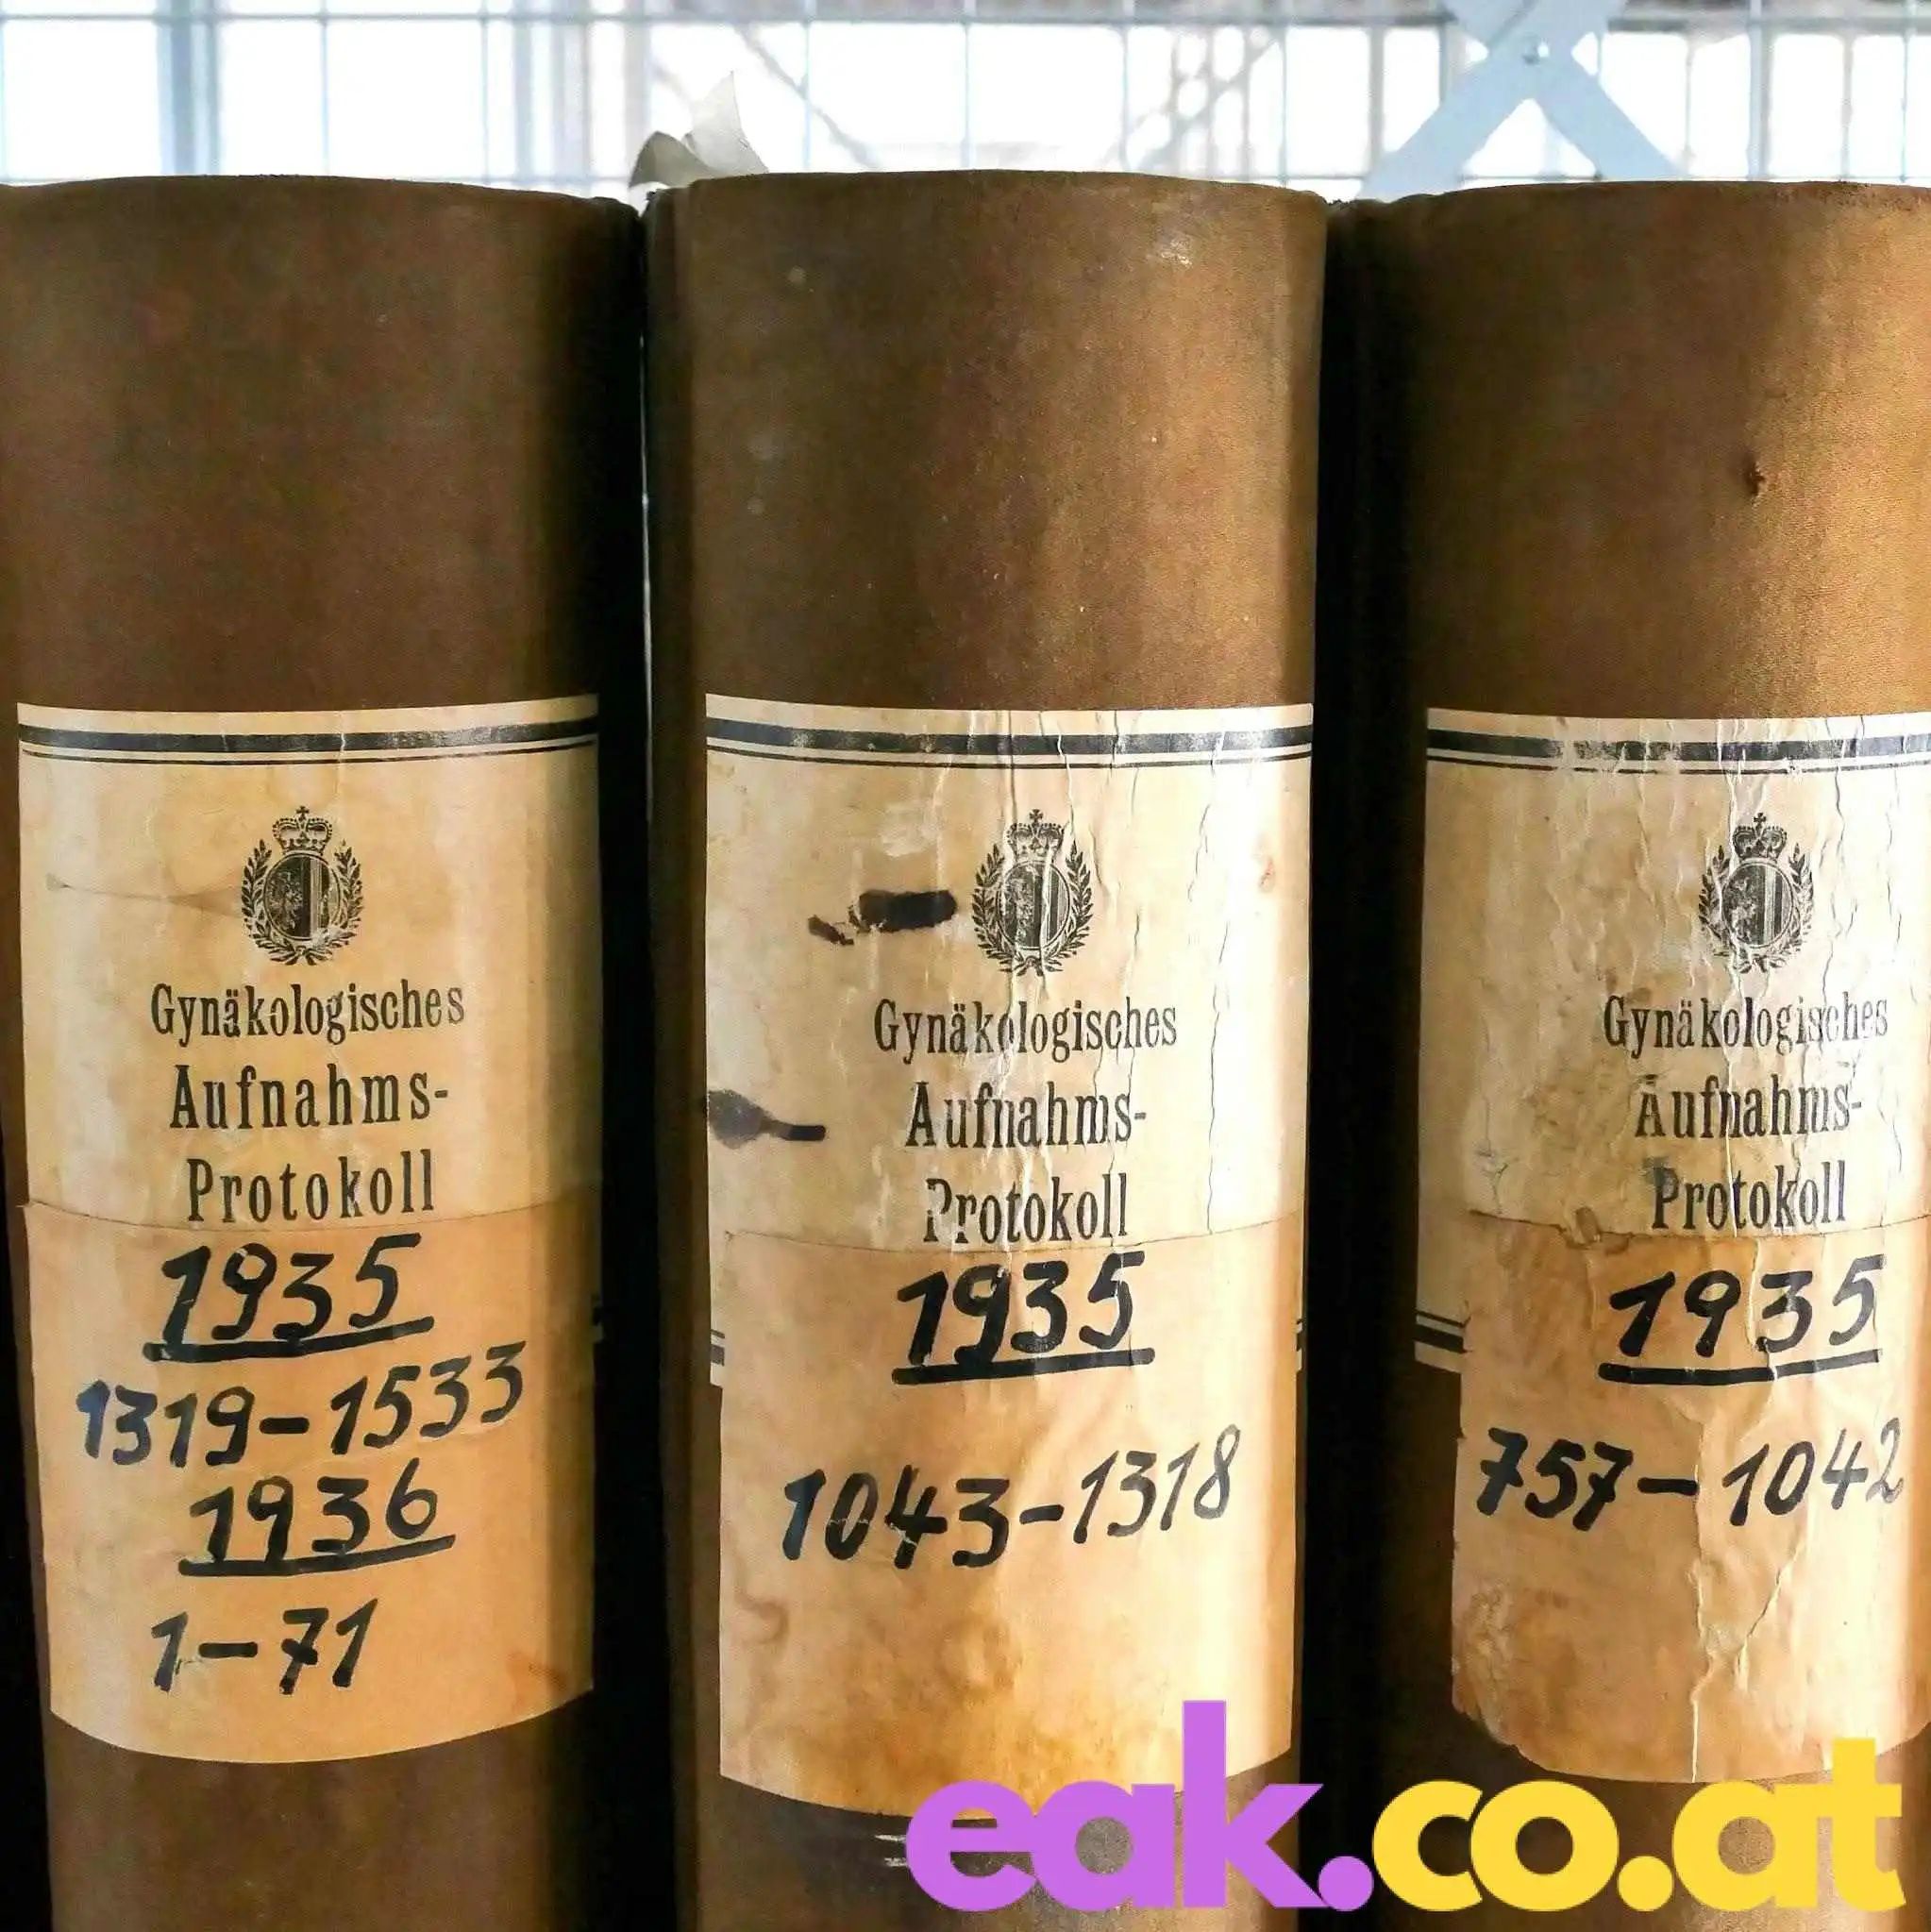 Gynäkologisches
Aufnahms-
Protokoll
1935
1319-1533
1936
1-71
Gynäkologisches
Aufnahms-
Protokoll
1935
1043-1318
Gynäkologisches
Aufnahms-
Protokoll
1935
757-1042
eak.co.at